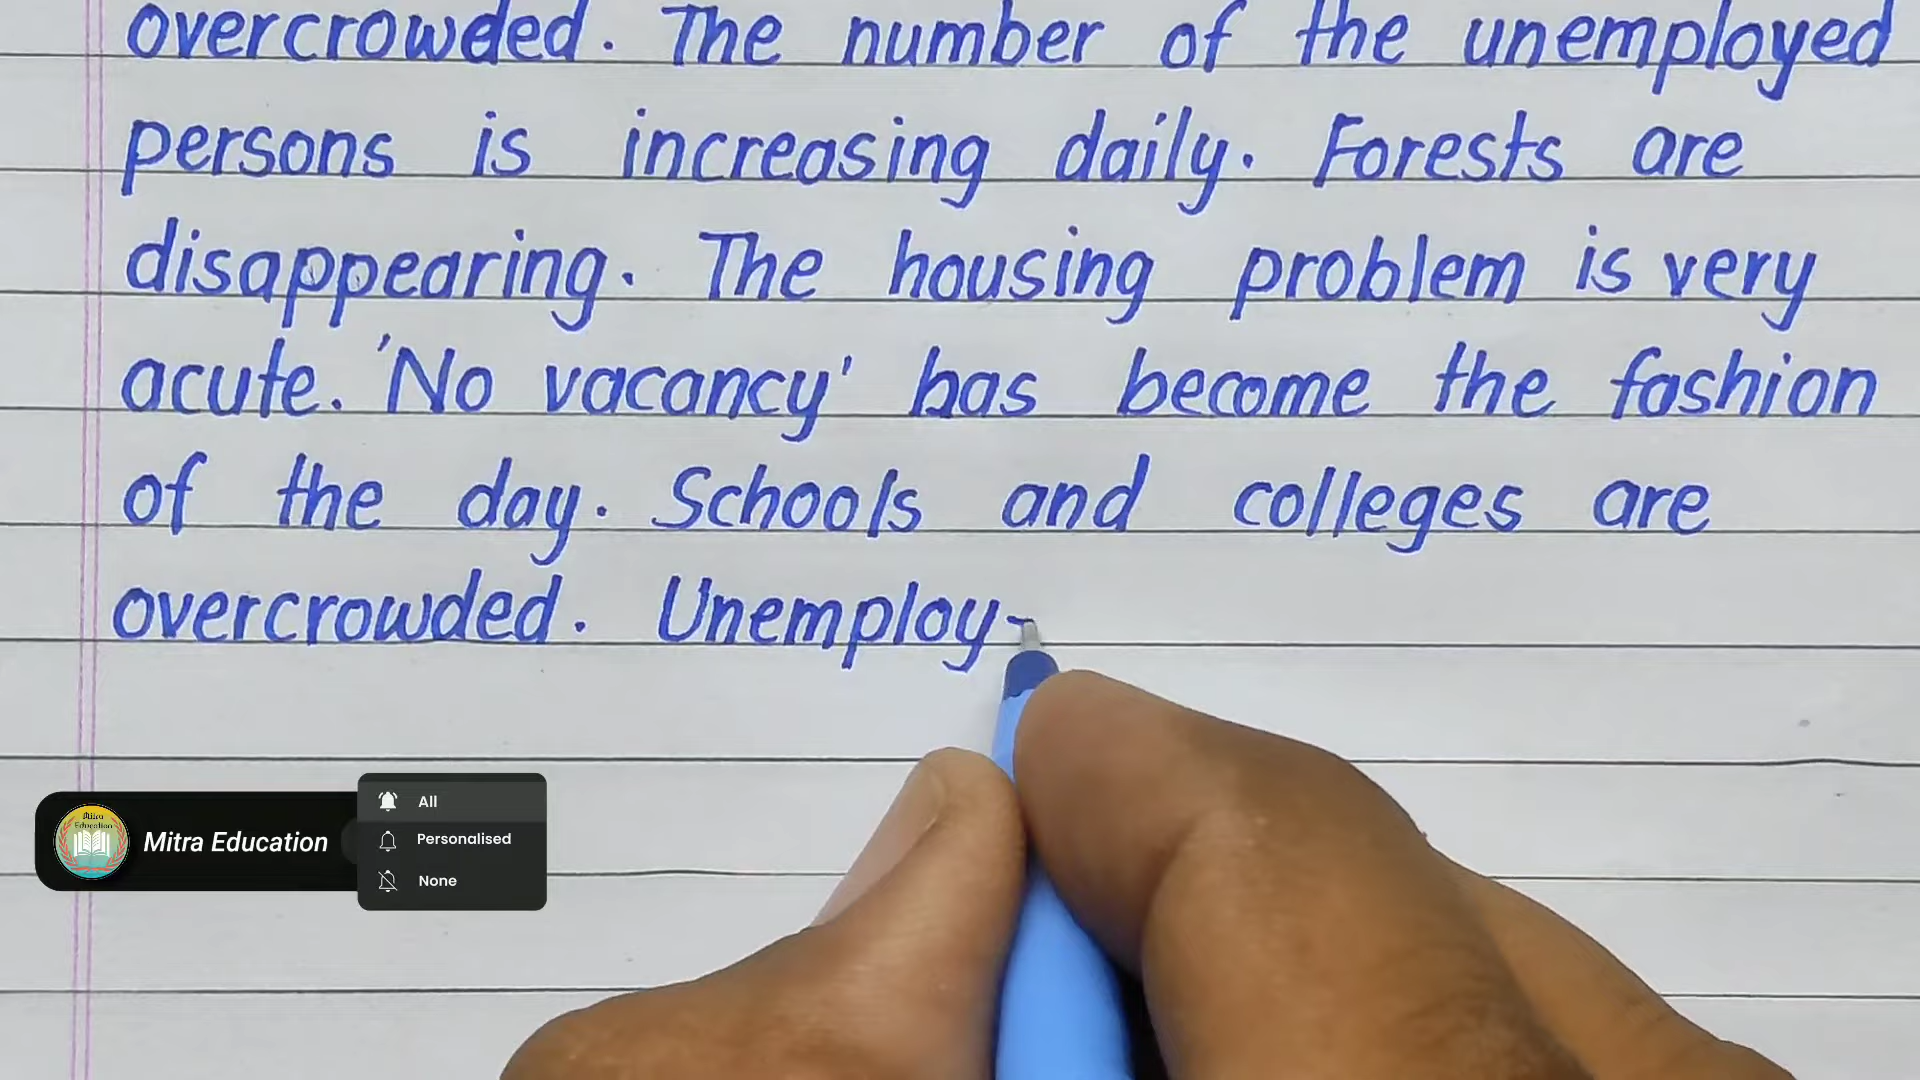 overcrowded. The number of the unemployed
persons is increasing daily. Forests are
disappearing. The housing problem is very
acute. 'No vacancy' has become the fashion
of the day. Schools and colleges are
overcrowded. Unemploy
Mitra Education
Mitra Education
All
Personalised
None